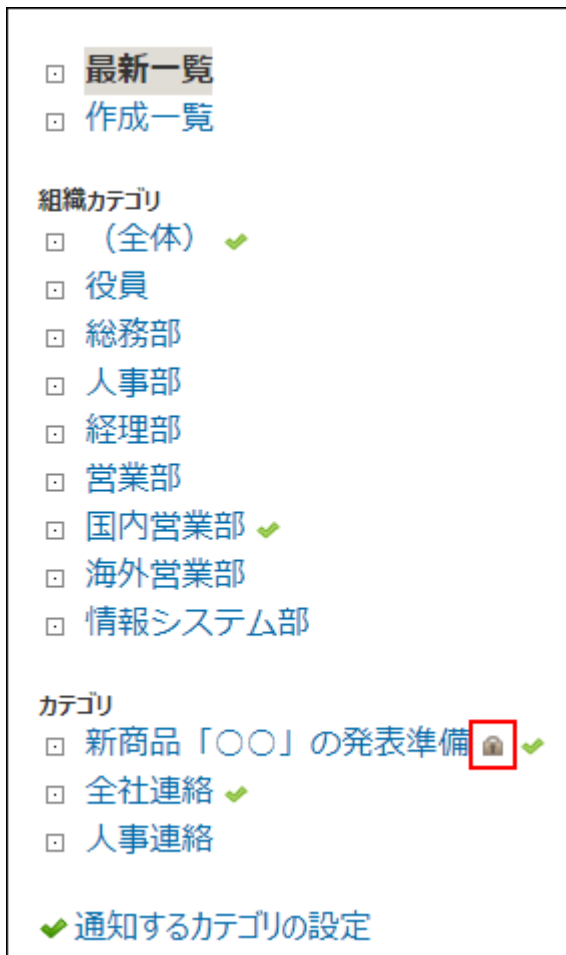 最新一覧
作成一覧
組織カテゴリ
（全体）
役員
総務部
人事部
経理部
営業部
国内営業部
海外営業部
情報システム部
カテゴリ
新商品「○○」の発表準備
全社連絡
人事連絡
通知するカテゴリの設定